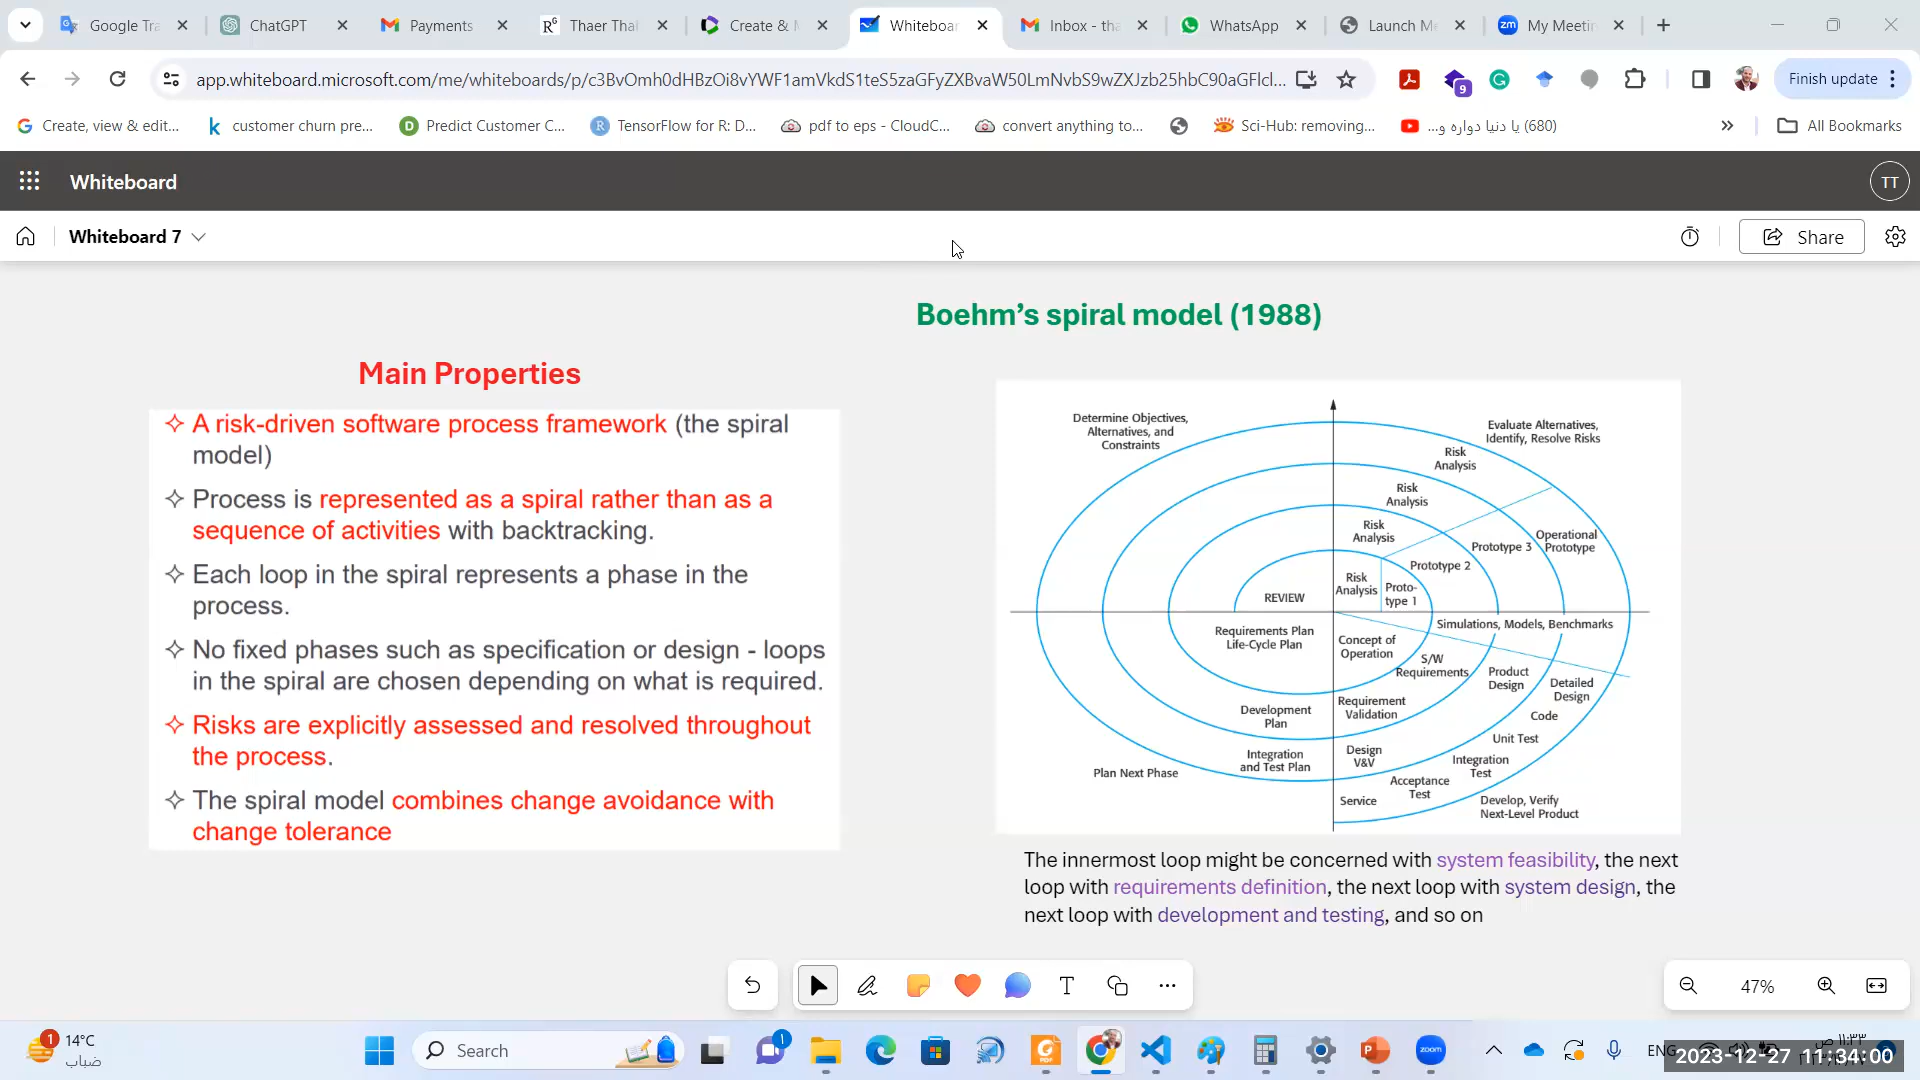 Google Tra
ChatGPT
Payments
Thaer Thal
Create & M
Whiteboar
Inbox - tha
WhatsApp
Launch Me
My Meetin
app.whiteboard.microsoft.com/me/whiteboards/p/c3BvOmh0dHBzOi8vYWF1amVkdS1teS5zaGFyZXBvaW50LmNvbS9wZXJzb25hbC90aGFlcl...
9
Finish update
Create, view & edit...
customer churn pre...
Predict Customer C...
TensorFlow for R: D...
pdf to eps - CloudC...
convert anything to...
Sci-Hub: removing...
(680) يا دنيا دواره و...
All Bookmarks
Whiteboard
TT
Whiteboard 7
Share
Boehm's spiral model (1988)
Main Properties
A risk-driven software process framework (the spiral
model)
Process is represented as a spiral rather than as a
sequence of activities with backtracking.
Each loop in the spiral represents a phase in the
process.
No fixed phases such as specification or design - loops
in the spiral are chosen depending on what is required.
Risks are explicitly assessed and resolved throughout
the process.
The spiral model combines change avoidance with
change tolerance
Determine Objectives,
Alternatives, and
Constraints
Evaluate Alternatives,
Identify, Resolve Risks
Risk
Analysis
Risk
Analysis
Risk
Analysis
Risk
Analysis
Proto-
type 1
Prototype 2
Prototype 3
Operational
Prototype
REVIEW
Requirements Plan
Life-Cycle Plan
Concept of
Operation
Simulations, Models, Benchmarks
S/W
Requirements
Product
Design
Detailed
Design
Development
Plan
Requirement
Validation
Code
Unit Test
Integration
and Test Plan
Design
V&V
Integration
Test
Plan Next Phase
Acceptance
Test
Service
Develop, Verify
Next-Level Product
The innermost loop might be concerned with system feasibility, the next
loop with requirements definition, the next loop with system design, the
next loop with development and testing, and so on
47%
1
14°C
ضباب
Search
1
zoom
ENG
2023-12-27 11:34:00